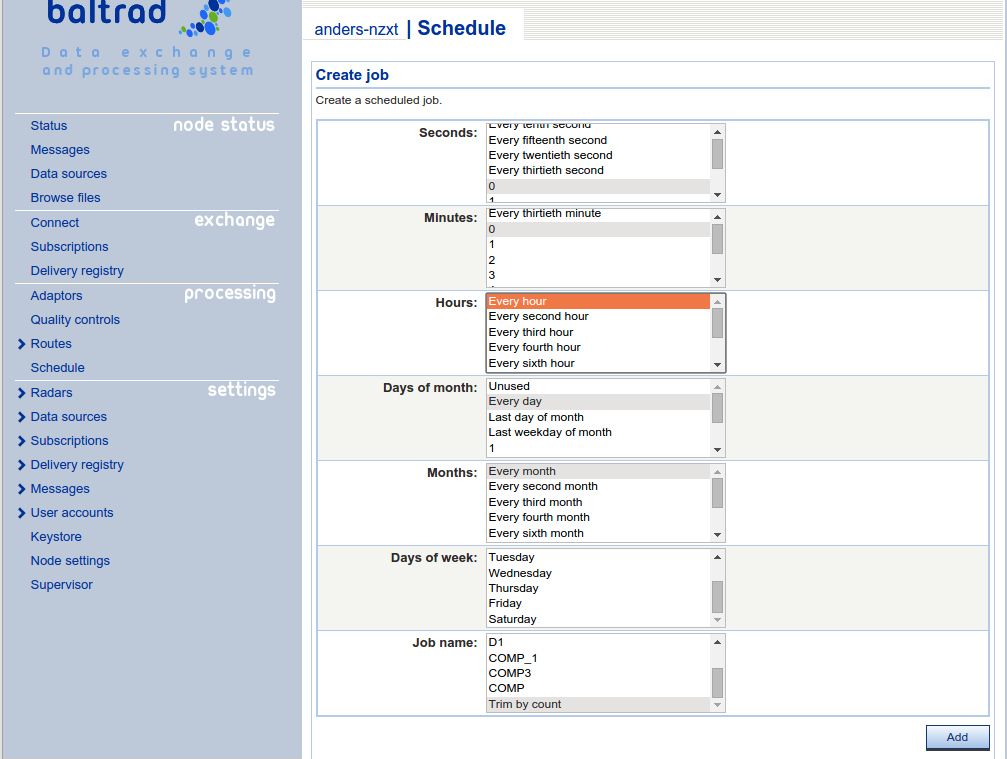 baltrad
Data exchange
and processing system
node status
Status
Messages
Data sources
Browse files
exchange
Connect
Subscriptions
Delivery registry
processing
Adaptors
Quality controls
Routes
Schedule
settings
Radars
Data sources
Subscriptions
Delivery registry
Messages
User accounts
Keystore
Node settings
Supervisor
anders-nzxt | Schedule
Create job
Create a scheduled job.
Seconds:
Every tenth second
Every fifteenth second
Every twentieth second
Every thirtieth second
0
1
Minutes:
Every thirtieth minute
0
1
2
3
Hours:
Every hour
Every second hour
Every third hour
Every fourth hour
Every sixth hour
Days of month:
Unused
Every day
Last day of month
Last weekday of month
1
Months:
Every month
Every second month
Every third month
Every fourth month
Every sixth month
Days of week:
Tuesday
Wednesday
Thursday
Friday
Saturday
Job name:
D1
COMP_1
COMP3
COMP
Trim by count
Add